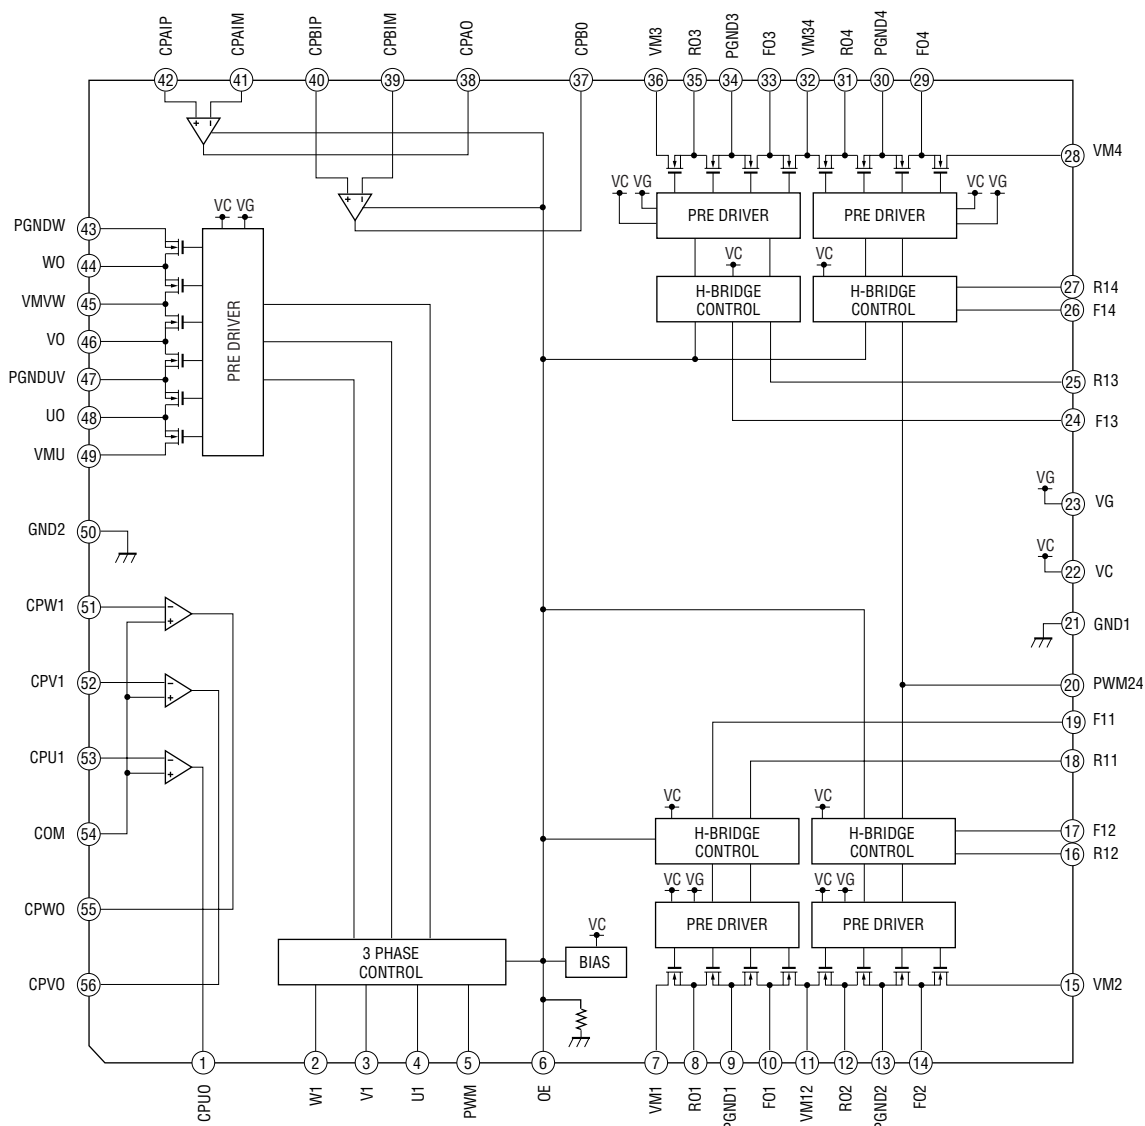 CPAIP
CPAIM
CPBIP
CPBIM
CPAO
CPB0
VM3
RO3
PGND3
FO3
VM34
RO4
PGND4
FO4
42
41
40
39
38
37
36
35
34
33
32
31
30
29
+ −
28 VM4
VC VG
PRE DRIVER
PRE DRIVER
VC VG
+ −
VC VG
PGNDW 43
WO 44
VMVW 45
VO 46
PGNDUV 47
UO 48
VMU 49
PRE DRIVER
VC
VC
H-BRIDGE
CONTROL
H-BRIDGE
CONTROL
27 R14
26 F14
25 R13
24 F13
VG
23 VG
GND2 50
VC
22 VC
CPW1 51
−
+
21 GND1
CPV1 52
−
+
20 PWM24
19 F11
CPU1 53
−
+
18 R11
VC
VC
COM 54
H-BRIDGE
CONTROL
H-BRIDGE
CONTROL
17 F12
16 R12
VC VG
VC VG
CPWO 55
PRE DRIVER
PRE DRIVER
VC
3 PHASE
CONTROL
BIAS
CPVO 56
15 VM2
1
2
3
4
5
6
7
8
9
10
11
12
13
14
CPUO
W1
V1
U1
PWM
OE
VM1
RO1
PGND1
FO1
VM12
RO2
PGND2
FO2